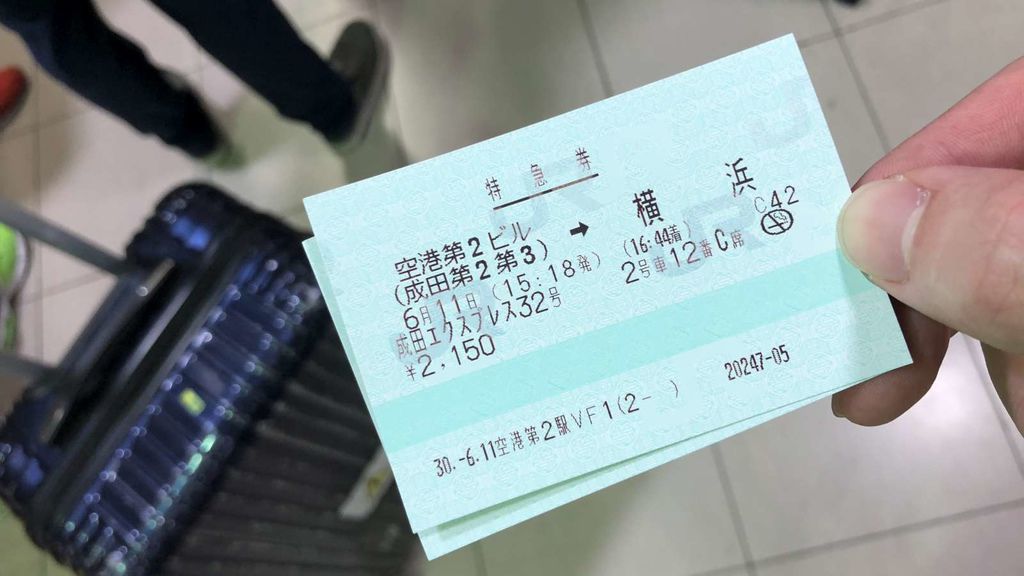 特急券
空港第2ビル ➡ 横浜
(成田第2第3)
6月11日 (15:18発) (16:44着) C42
成田エクスプレス32号 2号車12番C席
¥2,150
30.-6.11空港第2駅VF1(2- ) 20247-05